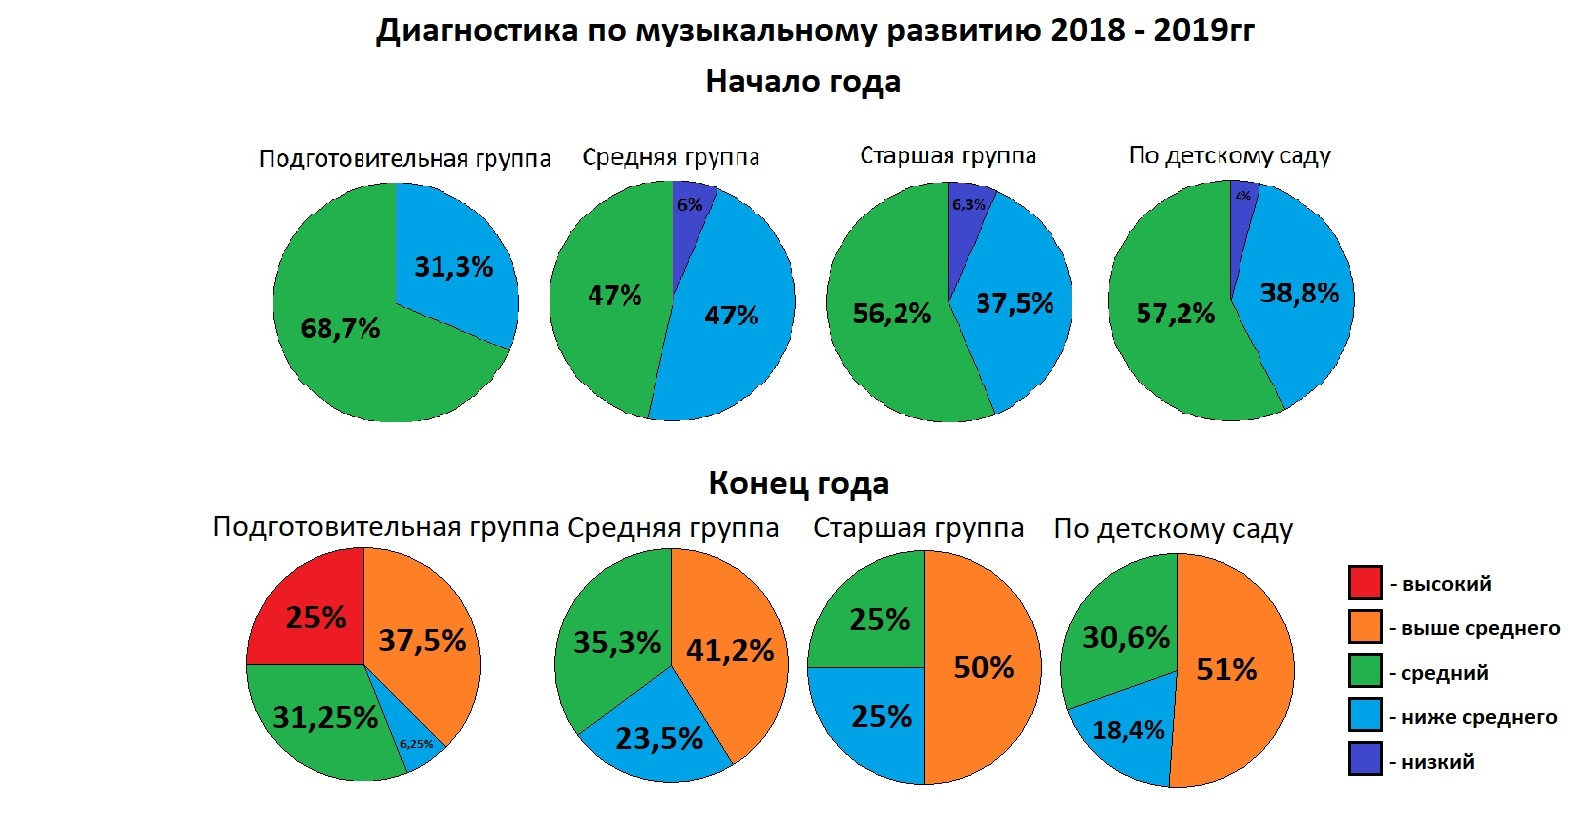 Диагностика по музыкальному развитию 2018 - 2019гг
Начало года
Подготовительная группа
Средняя группа
Старшая группа
По детскому саду
31,3%
68,7%
6%
47%
47%
6,3%
56,2%
37,5%
4%
57,2%
38,8%
Конец года
Подготовительная группа
Средняя группа
Старшая группа
По детскому саду
25%
37,5%
31,25%
6,25%
35,3%
41,2%
23,5%
25%
50%
25%
30,6%
51%
18,4%
- высокий
- выше среднего
- средний
- ниже среднего
- низкий